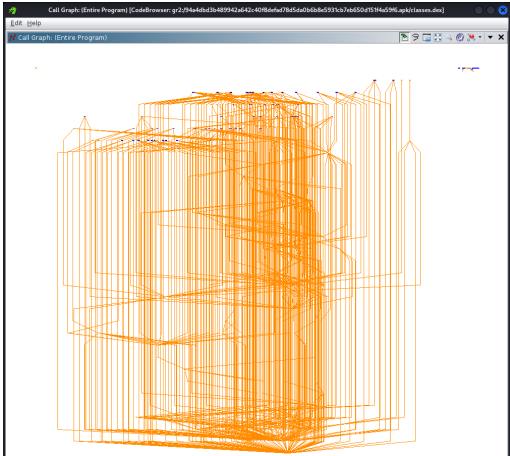 Call Graph: (Entire Program) [CodeBrowser: gr2:/94a4dbd3b489942a642c40f8defad78d5da0b6b8e5931cb7eb650d151f4a59f6.apk/classes.dex]
Edit Help
Call Graph: (Entire Program)